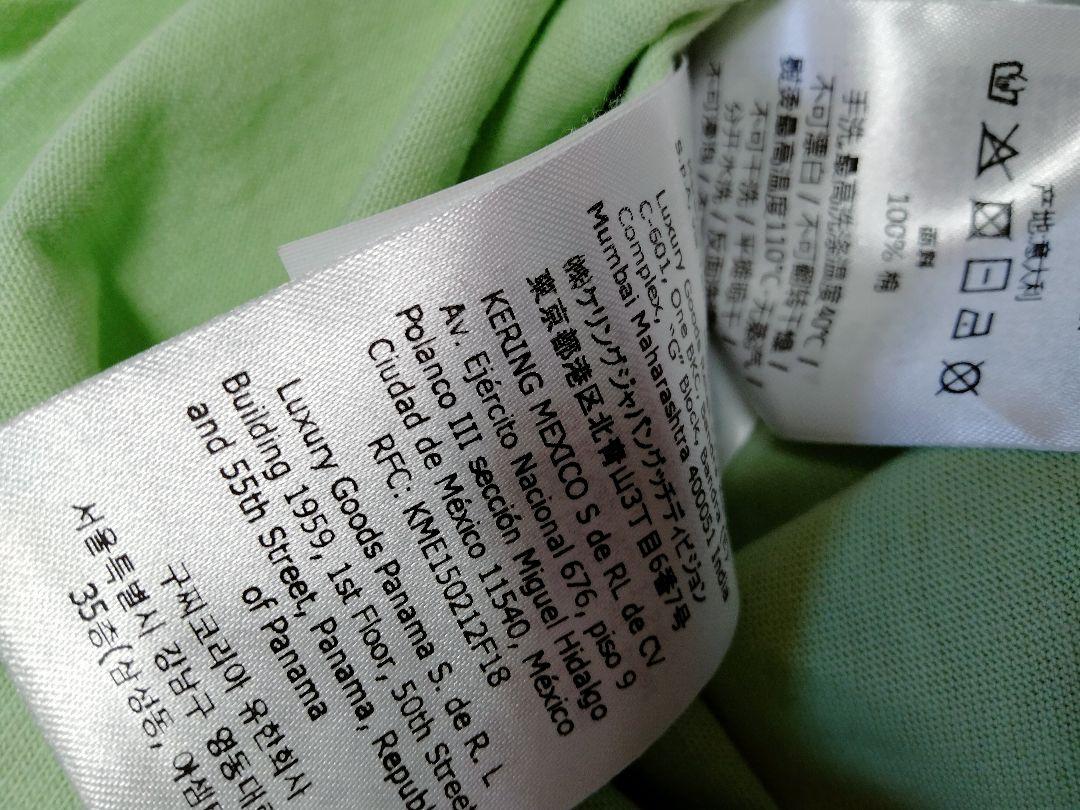 S.P.A.
Luxury Goods
C-601, One BKC,
Complex, "G" Block, Bandra
Mumbai Maharashtra 400051 India
㈱ケリングジャパングッチディビジョン
東京都港区北青山3丁目6番7号
KERING MEXICO S de RL de CV
Av. Ejército Nacional 676, piso 9
Polanco III sección Miguel Hidalgo
Ciudad de México 11540, México
RFC: KME150212F18
Luxury Goods Panama S. de R. L
Building 1959, 1st Floor, 50th Stree
and 55th Street, Panama, Republ
of Panama
구찌코리아 유한회사
서울특별시 강남구 영동대
35층(삼성동,
产地:意大利
面料
100% 棉
手洗,最高洗涤温度40℃/
不可漂白/不可翻转干燥/
熨烫最高温度110℃-无蒸汽/
不可干洗/平摊晾干/